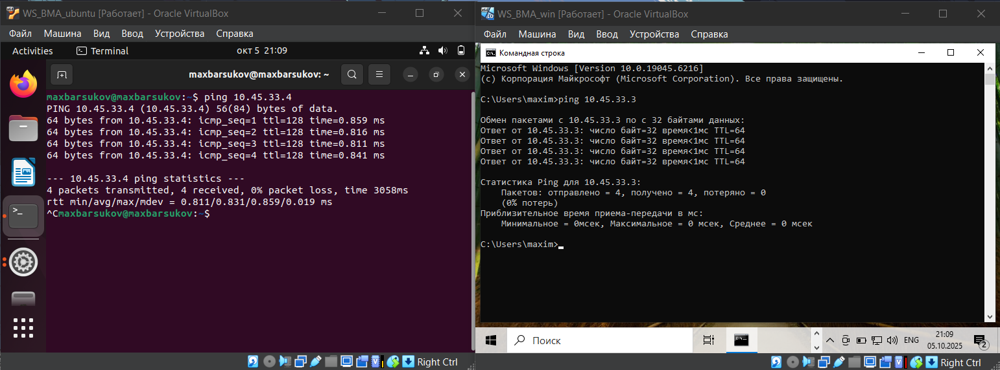 WS_BMA_ubuntu [Работает] - Oracle VirtualBox
Файл Машина Вид Ввод Устройства Справка
Activities Terminal окт 5 21:09
maxbarsukov@maxbarsukov: ~
maxbarsukov@maxbarsukov:~$ ping 10.45.33.4
PING 10.45.33.4 (10.45.33.4) 56(84) bytes of data.
64 bytes from 10.45.33.4: icmp_seq=1 ttl=128 time=0.859 ms
64 bytes from 10.45.33.4: icmp_seq=2 ttl=128 time=0.816 ms
64 bytes from 10.45.33.4: icmp_seq=3 ttl=128 time=0.811 ms
64 bytes from 10.45.33.4: icmp_seq=4 ttl=128 time=0.841 ms
--- 10.45.33.4 ping statistics ---
4 packets transmitted, 4 received, 0% packet loss, time 3058ms
rtt min/avg/max/mdev = 0.811/0.831/0.859/0.019 ms
^Cmaxbarsukov@maxbarsukov:~$
Right Ctrl
WS_BMA_win [Работает] - Oracle VirtualBox
Файл Машина Вид Ввод Устройства Справка
Командная строка
Microsoft Windows [Version 10.0.19045.6216]
(c) Корпорация Майкрософт (Microsoft Corporation). Все права защищены.
C:\Users\maxim>ping 10.45.33.3
Обмен пакетами с 10.45.33.3 по с 32 байтами данных:
Ответ от 10.45.33.3: число байт=32 время<1мс TTL=64
Ответ от 10.45.33.3: число байт=32 время<1мс TTL=64
Ответ от 10.45.33.3: число байт=32 время<1мс TTL=64
Ответ от 10.45.33.3: число байт=32 время<1мс TTL=64
Статистика Ping для 10.45.33.3:
Пакетов: отправлено = 4, получено = 4, потеряно = 0
(0% потерь)
Приблизительное время приема-передачи в мс:
Минимальное = 0мсек, Максимальное = 0 мсек, Среднее = 0 мсек
C:\Users\maxim>
Поиск
ENG
21:09
05.10.2025
2
Right Ctrl